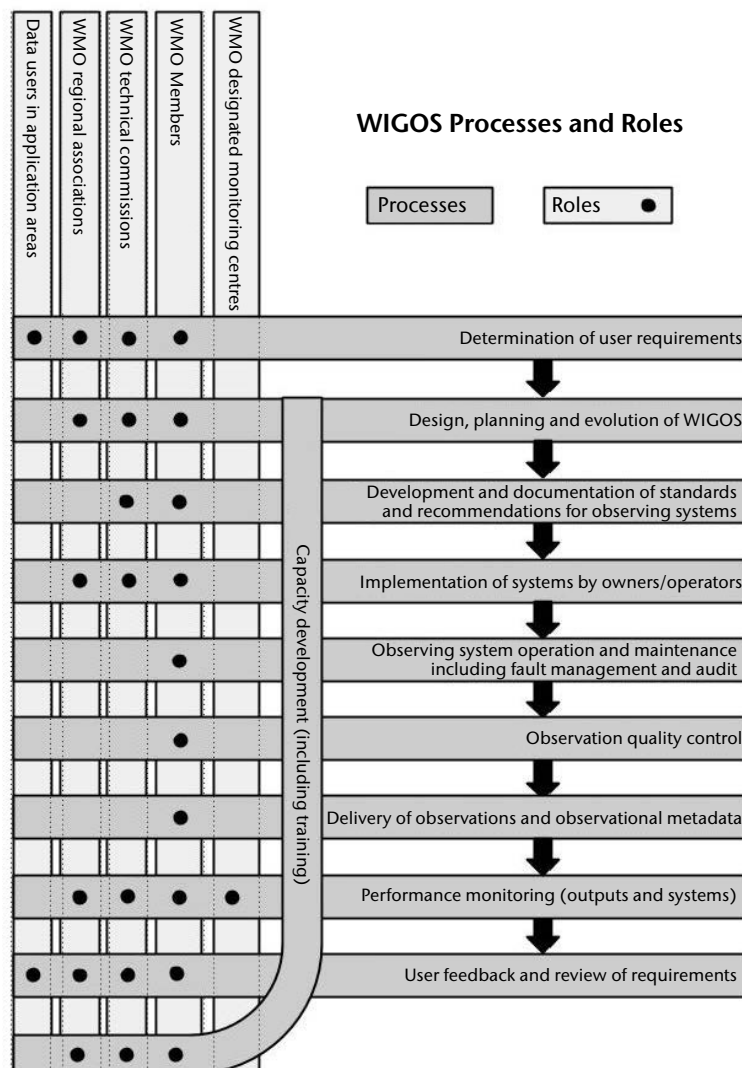 Data users in application areas
WMO regional associations
WMO technical commissions
WMO Members
WMO designated monitoring centres
WIGOS Processes and Roles
Processes
Roles
Determination of user requirements
Design, planning and evolution of WIGOS
Development and documentation of standards
and recommendations for observing systems
Implementation of systems by owners/operators
Observing system operation and maintenance
including fault management and audit
Observation quality control
Delivery of observations and observational metadata
Performance monitoring (outputs and systems)
User feedback and review of requirements
Capacity development (including training)